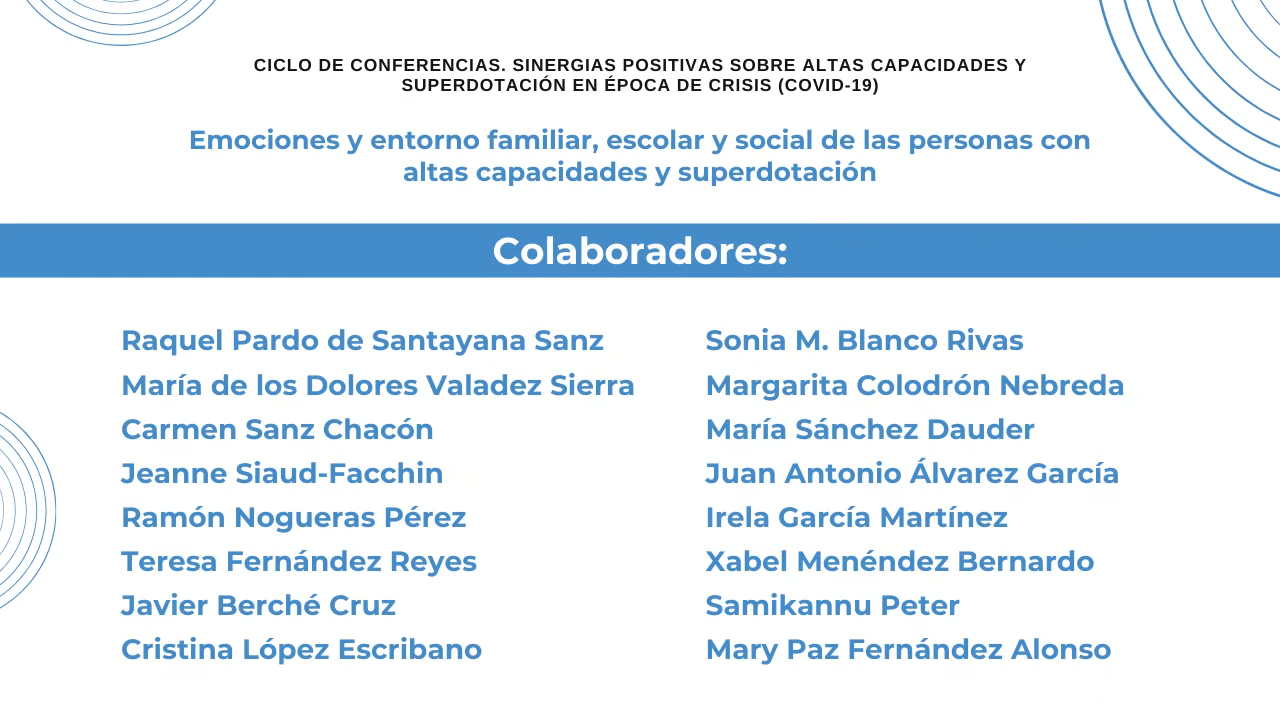 CICLO DE CONFERENCIAS. SINERGIAS POSITIVAS SOBRE ALTAS CAPACIDADES Y
SUPERDOTACIÓN EN ÉPOCA DE CRISIS (COVID-19)
Emociones y entorno familiar, escolar y social de las personas con
altas capacidades y superdotación
Colaboradores:
Raquel Pardo de Santayana Sanz
María de los Dolores Valadez Sierra
Carmen Sanz Chacón
Jeanne Siaud-Facchin
Ramón Nogueras Pérez
Teresa Fernández Reyes
Javier Berché Cruz
Cristina López Escribano
Sonia M. Blanco Rivas
Margarita Colodrón Nebreda
María Sánchez Dauder
Juan Antonio Álvarez García
Irela García Martínez
Xabel Menéndez Bernardo
Samikannu Peter
Mary Paz Fernández Alonso